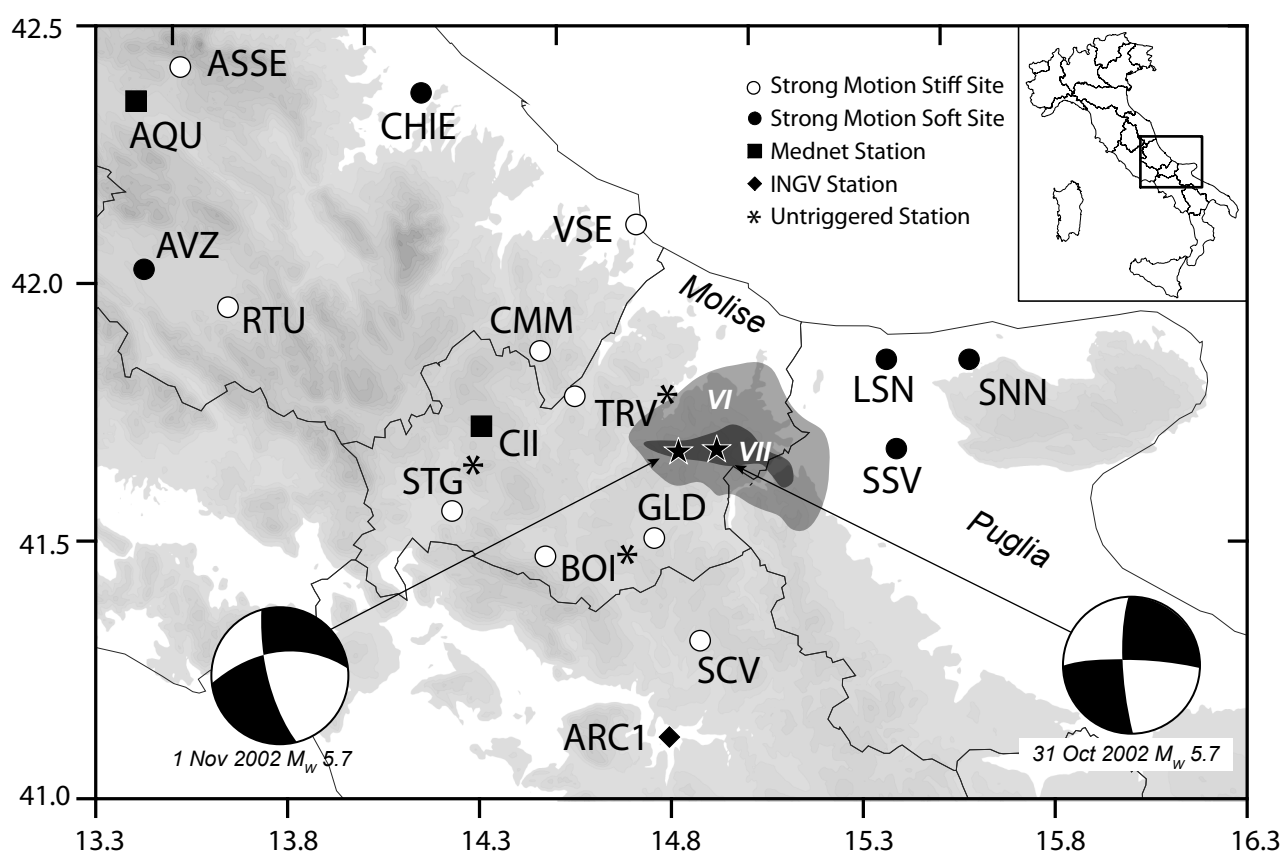 42.5
ASSE
Strong Motion Stiff Site
CHIE
Strong Motion Soft Site
AQU
Mednet Station
INGV Station
Untriggered Station
VSE
AVZ
42.0
Molise
RTU
CMM
LSN
SNN
TRV
VI
CII
VII
STG
SSV
GLD
41.5
BOI
Puglia
SCV
ARC1
1 Nov 2002 Mw 5.7
31 Oct 2002 Mw 5.7
41.0
13.3 13.8 14.3 14.8 15.3 15.8 16.3